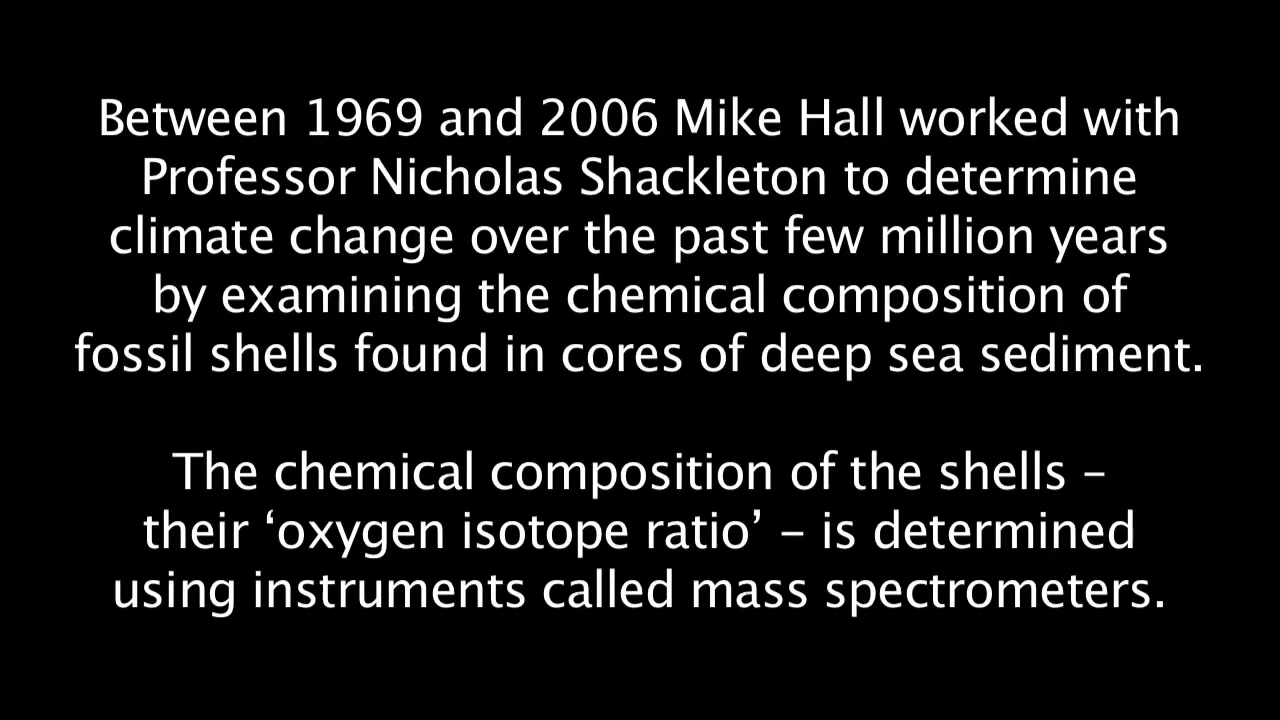 Between 1969 and 2006 Mike Hall worked with
Professor Nicholas Shackleton to determine
climate change over the past few million years
by examining the chemical composition of
fossil shells found in cores of deep sea sediment.
The chemical composition of the shells –
their ‘oxygen isotope ratio’ – is determined
using instruments called mass spectrometers.